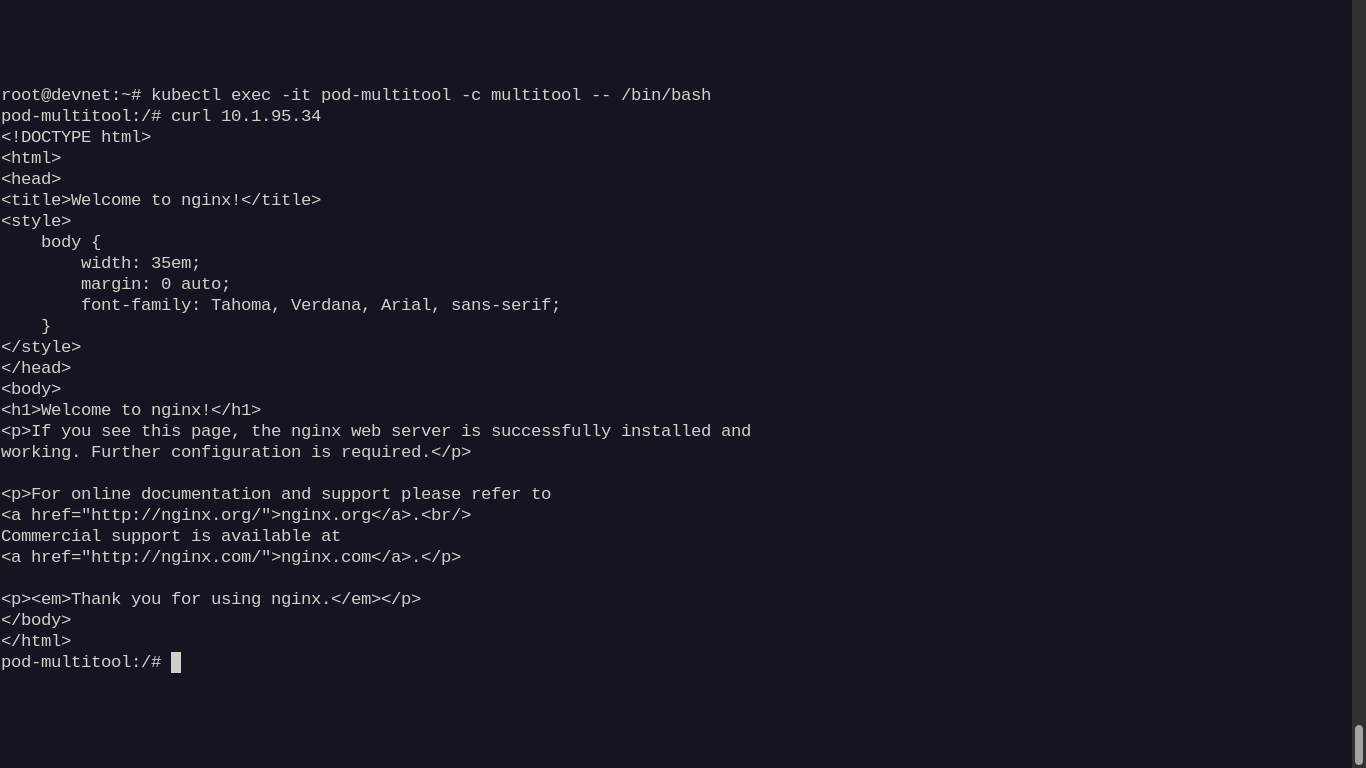 root@devnet:~# kubectl exec -it pod-multitool -c multitool -- /bin/bash
pod-multitool:/# curl 10.1.95.34
<!DOCTYPE html>
<html>
<head>
<title>Welcome to nginx!</title>
<style>
    body {
        width: 35em;
        margin: 0 auto;
        font-family: Tahoma, Verdana, Arial, sans-serif;
    }
</style>
</head>
<body>
<h1>Welcome to nginx!</h1>
<p>If you see this page, the nginx web server is successfully installed and
working. Further configuration is required.</p>

<p>For online documentation and support please refer to
<a href="http://nginx.org/">nginx.org</a>.<br/>
Commercial support is available at
<a href="http://nginx.com/">nginx.com</a>.</p>

<p><em>Thank you for using nginx.</em></p>
</body>
</html>
pod-multitool:/#